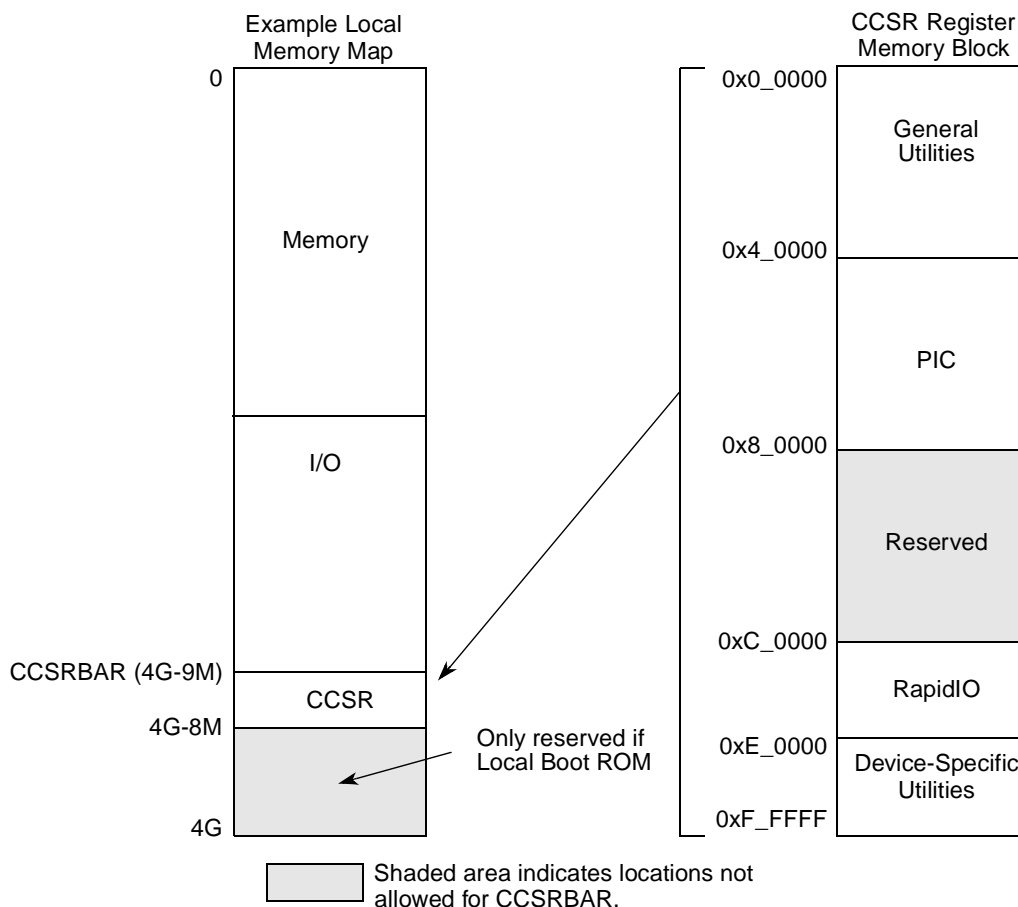 Example Local
Memory Map
0
Memory
I/O
CCSRBAR (4G-9M)
CCSR
4G-8M
4G
Only reserved if
Local Boot ROM
CCSR Register
Memory Block
0x0_0000
General
Utilities
0x4_0000
PIC
0x8_0000
Reserved
0xC_0000
RapidIO
0xE_0000
Device-Specific
Utilities
0xF_FFFF
Shaded area indicates locations not
allowed for CCSRBAR.